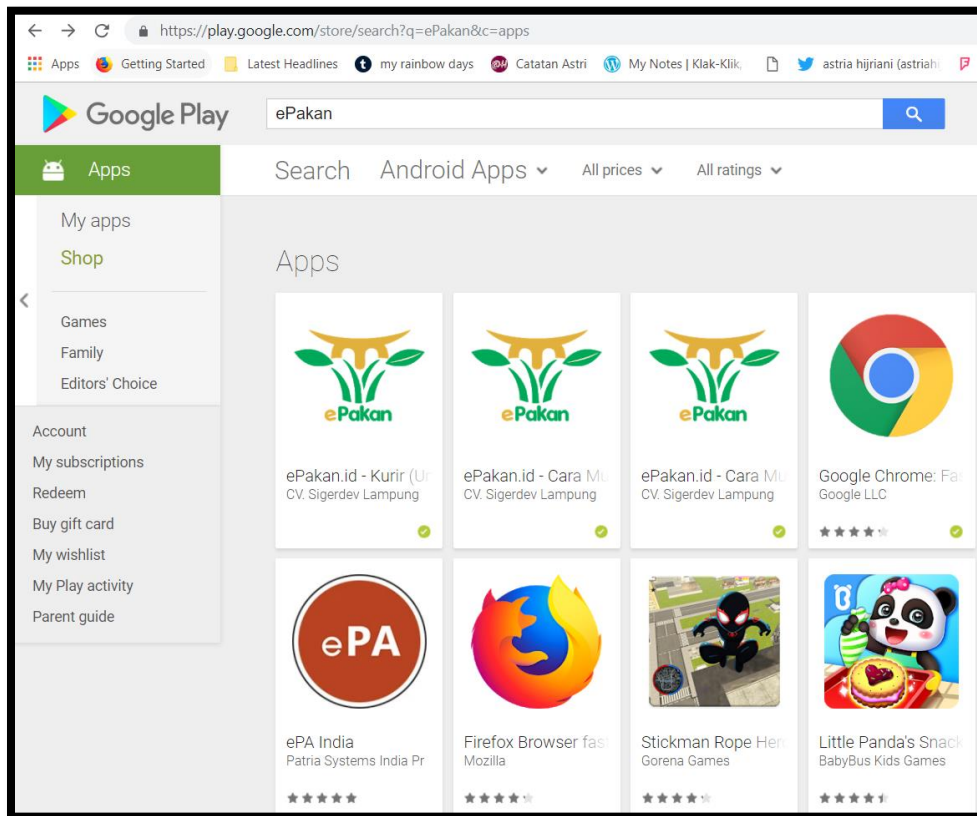 https://play.google.com/store/search?q=ePakan&c=apps
Apps Getting Started Latest Headlines my rainbow days Catatan Astri My Notes | Klak-Klik, astria hijriani (astriah
Google Play ePakan
Apps Search Android Apps All prices All ratings
My apps
Shop
Games
Family
Editors' Choice
Account
My subscriptions
Redeem
Buy gift card
My wishlist
My Play activity
Parent guide
Apps
ePakan ePakan ePakan
ePakan.id - Kurir (Un ePakan.id - Cara Mu ePakan.id - Cara Mu Google Chrome: Fas
CV. Sigerdev Lampung CV. Sigerdev Lampung CV. Sigerdev Lampung Google LLC
ePA
ePA India Firefox Browser fast Stickman Rope Hero Little Panda's Snack
Patria Systems India Pr Mozilla Gorena Games BabyBus Kids Games